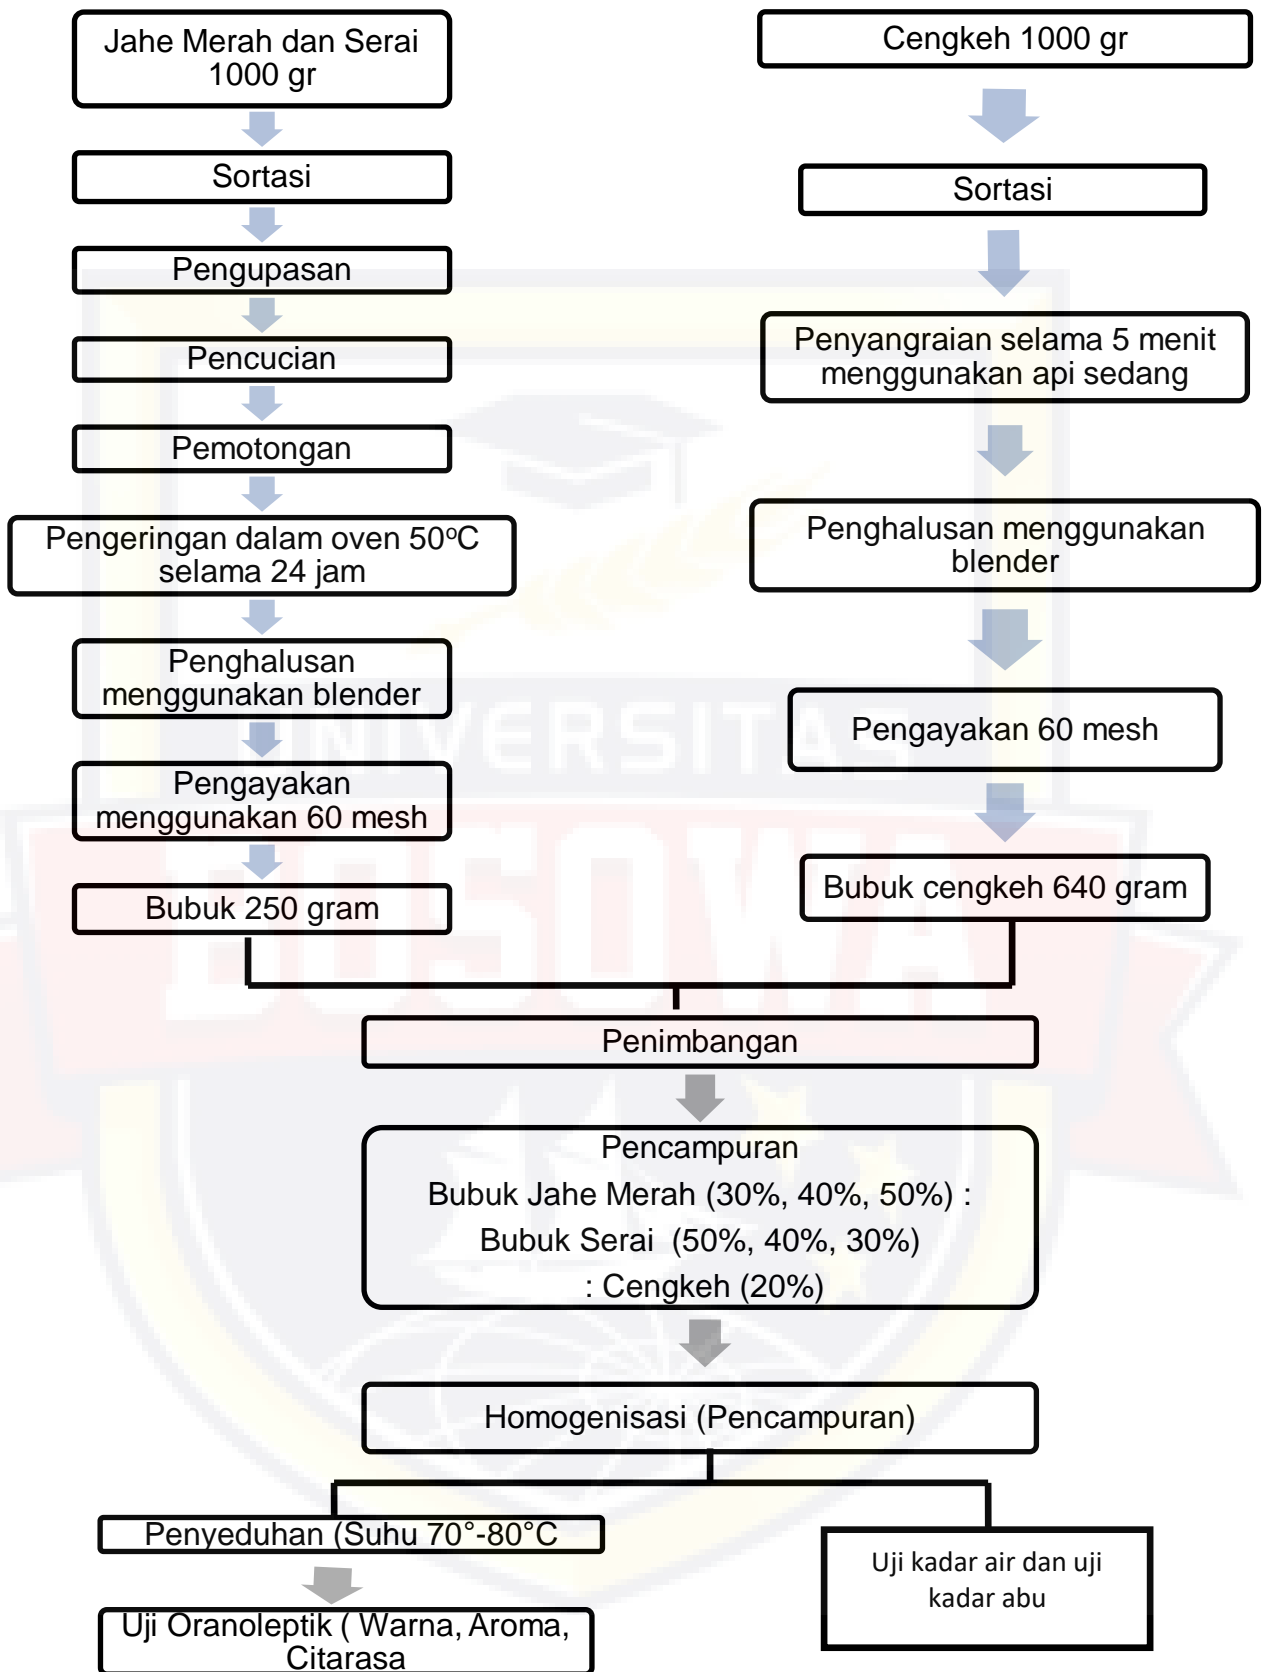 Jahe Merah dan Serai
1000 gr
Sortasi
Pengupasan
Pencucian
Pemotongan
Pengeringan dalam oven 50°C
selama 24 jam
Penghalusan
menggunakan blender
Pengayakan
menggunakan 60 mesh
Bubuk 250 gram
Cengkeh 1000 gr
Sortasi
Penyangraian selama 5 menit
menggunakan api sedang
Penghalusan menggunakan
blender
Pengayakan 60 mesh
Bubuk cengkeh 640 gram
Penimbangan
Pencampuran
Bubuk Jahe Merah (30%, 40%, 50%) :
Bubuk Serai (50%, 40%, 30%)
: Cengkeh (20%)
Homogenisasi (Pencampuran)
Penyeduhan (Suhu 70°-80°C
Uji Oranoleptik ( Warna, Aroma,
Citarasa
Uji kadar air dan uji
kadar abu
UNIVERSITAS
BOSOWA